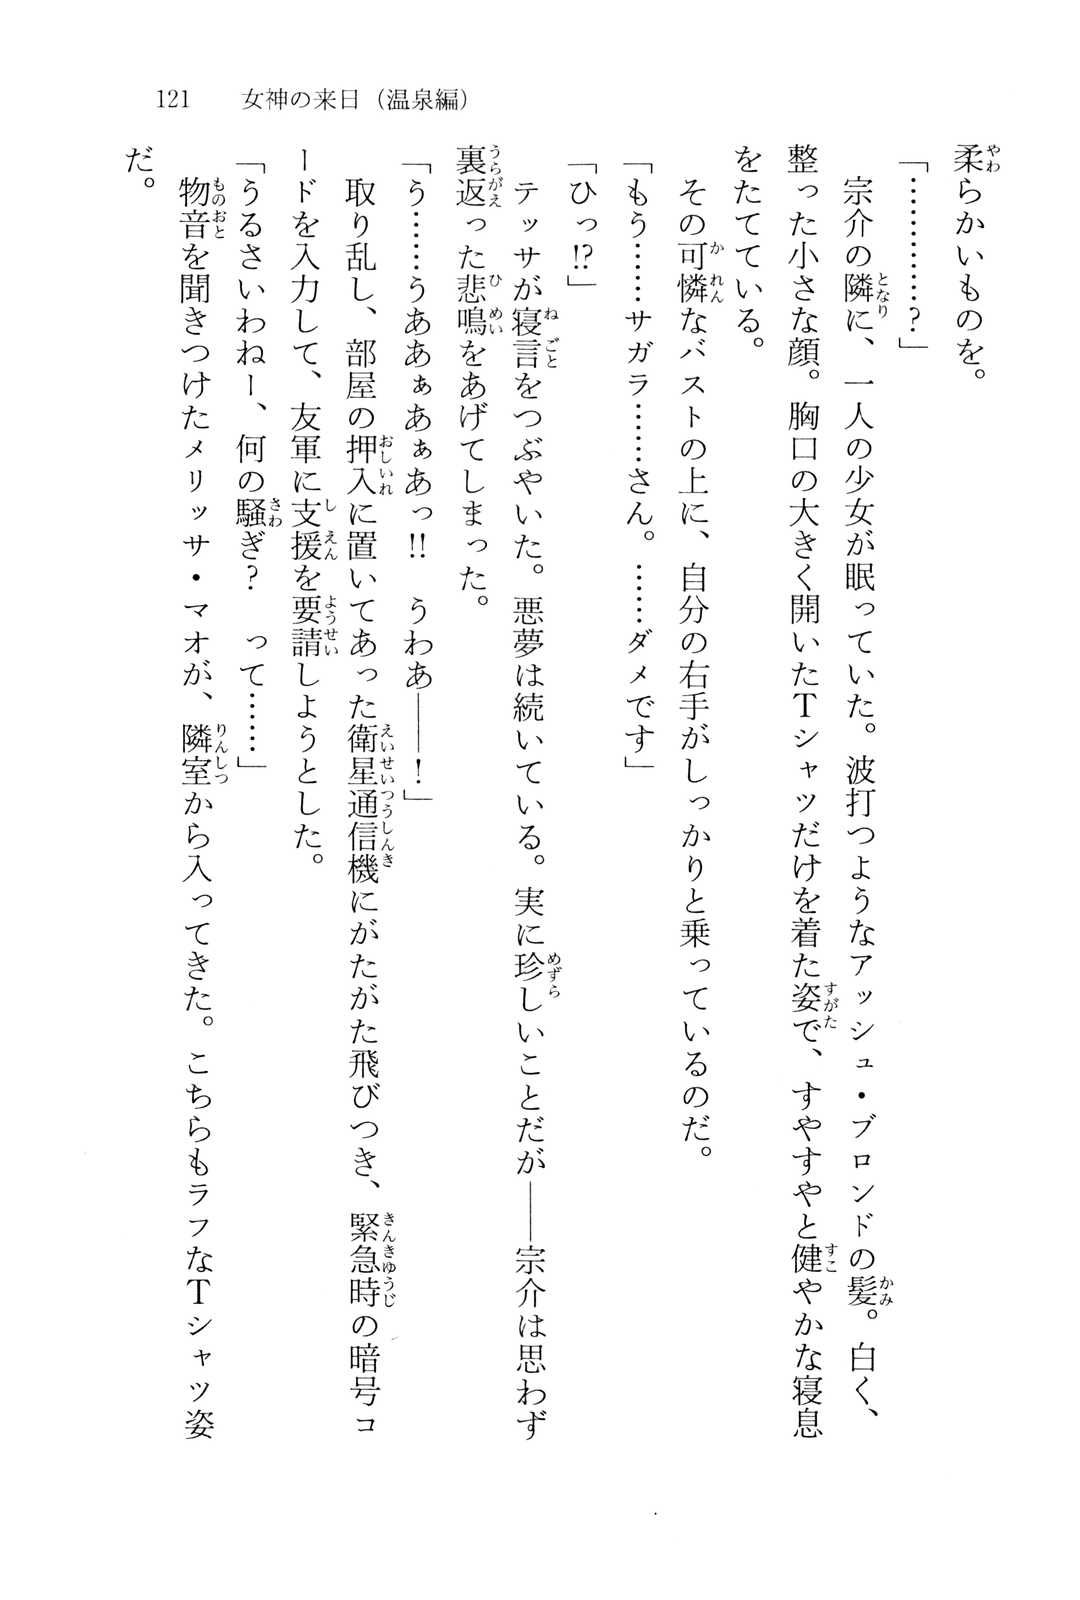 121　女神の来日（温泉編）
柔らかいものを。
「…………？」
　宗介の隣に、一人の少女が眠っていた。波打つようなアッシュ・ブロンドの髪。白く、
整った小さな顔。胸口の大きく開いたTシャツだけを着た姿で、すやすやと健やかな寝息
をたてている。
　その可憐なバストの上に、自分の右手がしっかりと乗っているのだ。
「もう……サガラ……さん。……ダメです」
「ひっ!?」
　テッサが寝言をつぶやいた。悪夢は続いている。実に珍しいことだが――宗介は思わず
裏返った悲鳴をあげてしまった。
「う……うああぁあぁあっ!!　うわあ――！」
　取り乱し、部屋の押入に置いてあった衛星通信機にがたがた飛びつき、緊急時の暗号コ
ードを入力して、友軍に支援を要請しようとした。
「うるさいわねー、何の騒ぎ？　って……」
　物音を聞きつけたメリッサ・マオが、隣室から入ってきた。こちらもラフなTシャツ姿
だ。